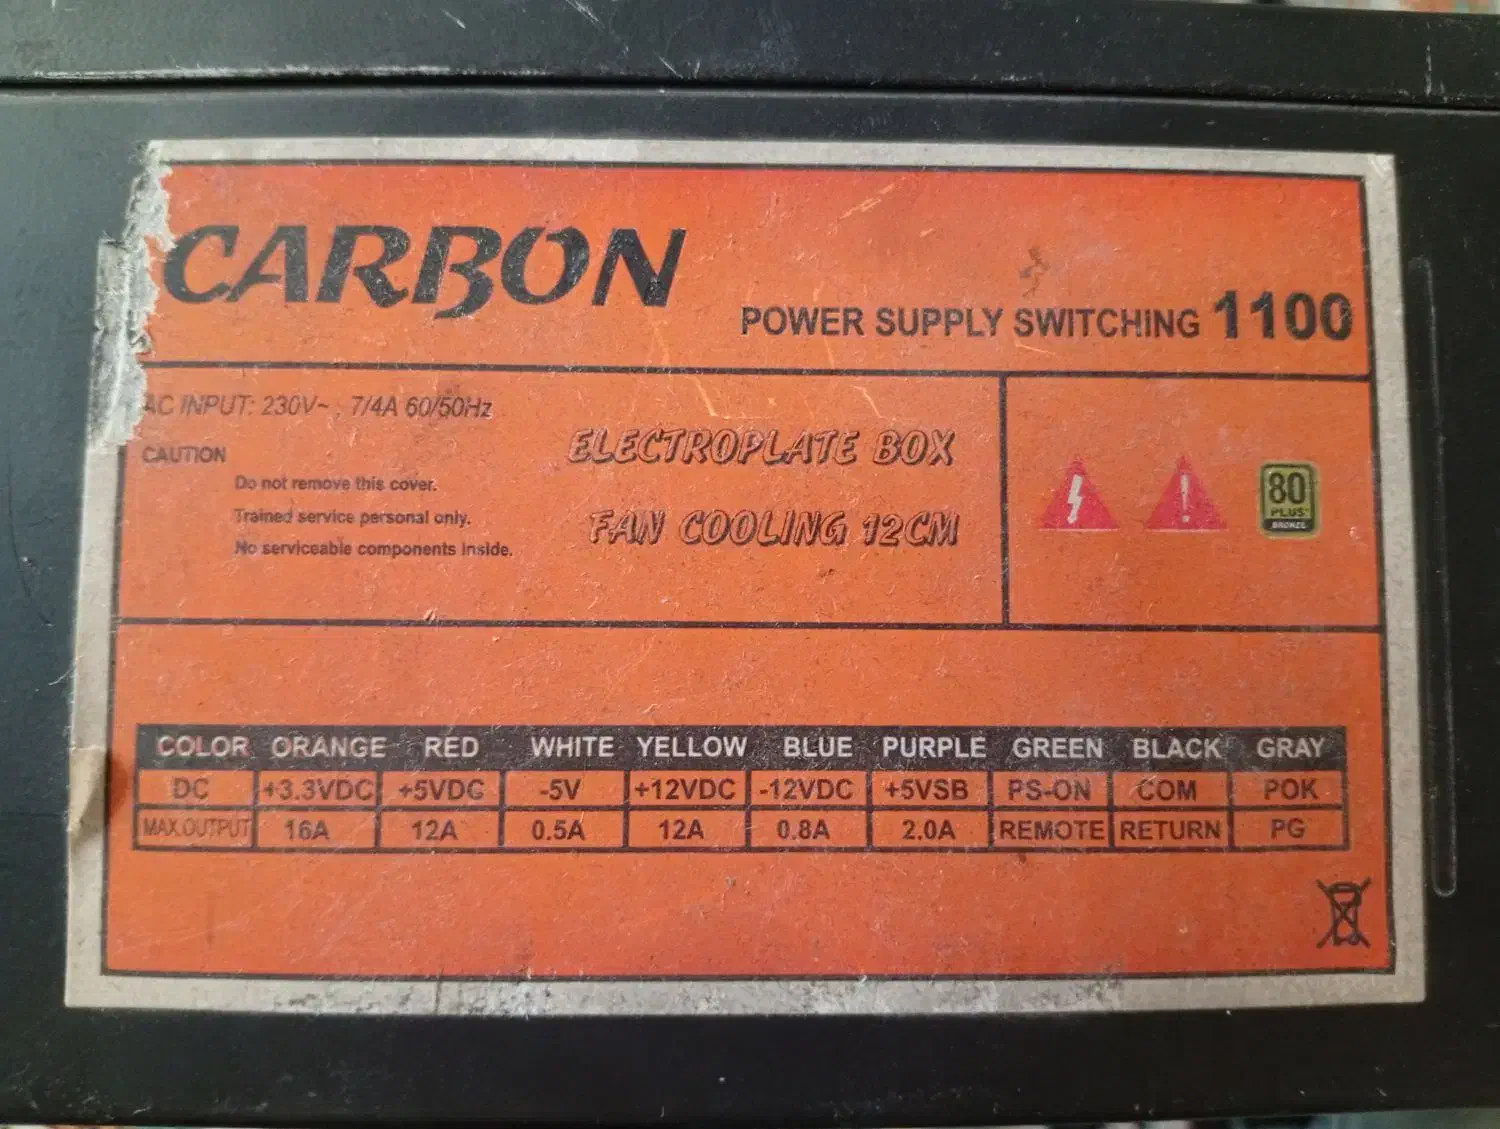 CARBON
POWER SUPPLY SWITCHING 1100
AC INPUT: 230V~ ; 7/4A 60/50Hz
CAUTION
Do not remove this cover.
Trained service personal only.
No serviceable components inside.
ELECTROPLATE BOX
FAN COOLING 12CM
80
PLUS
BRONZE
COLOR ORANGE RED WHITE YELLOW BLUE PURPLE GREEN BLACK GRAY
DC +3.3VDC +5VDC -5V +12VDC -12VDC +5VSB PS-ON COM POK
MAX.OUTPUT 16A 12A 0.5A 12A 0.8A 2.0A REMOTE RETURN PG